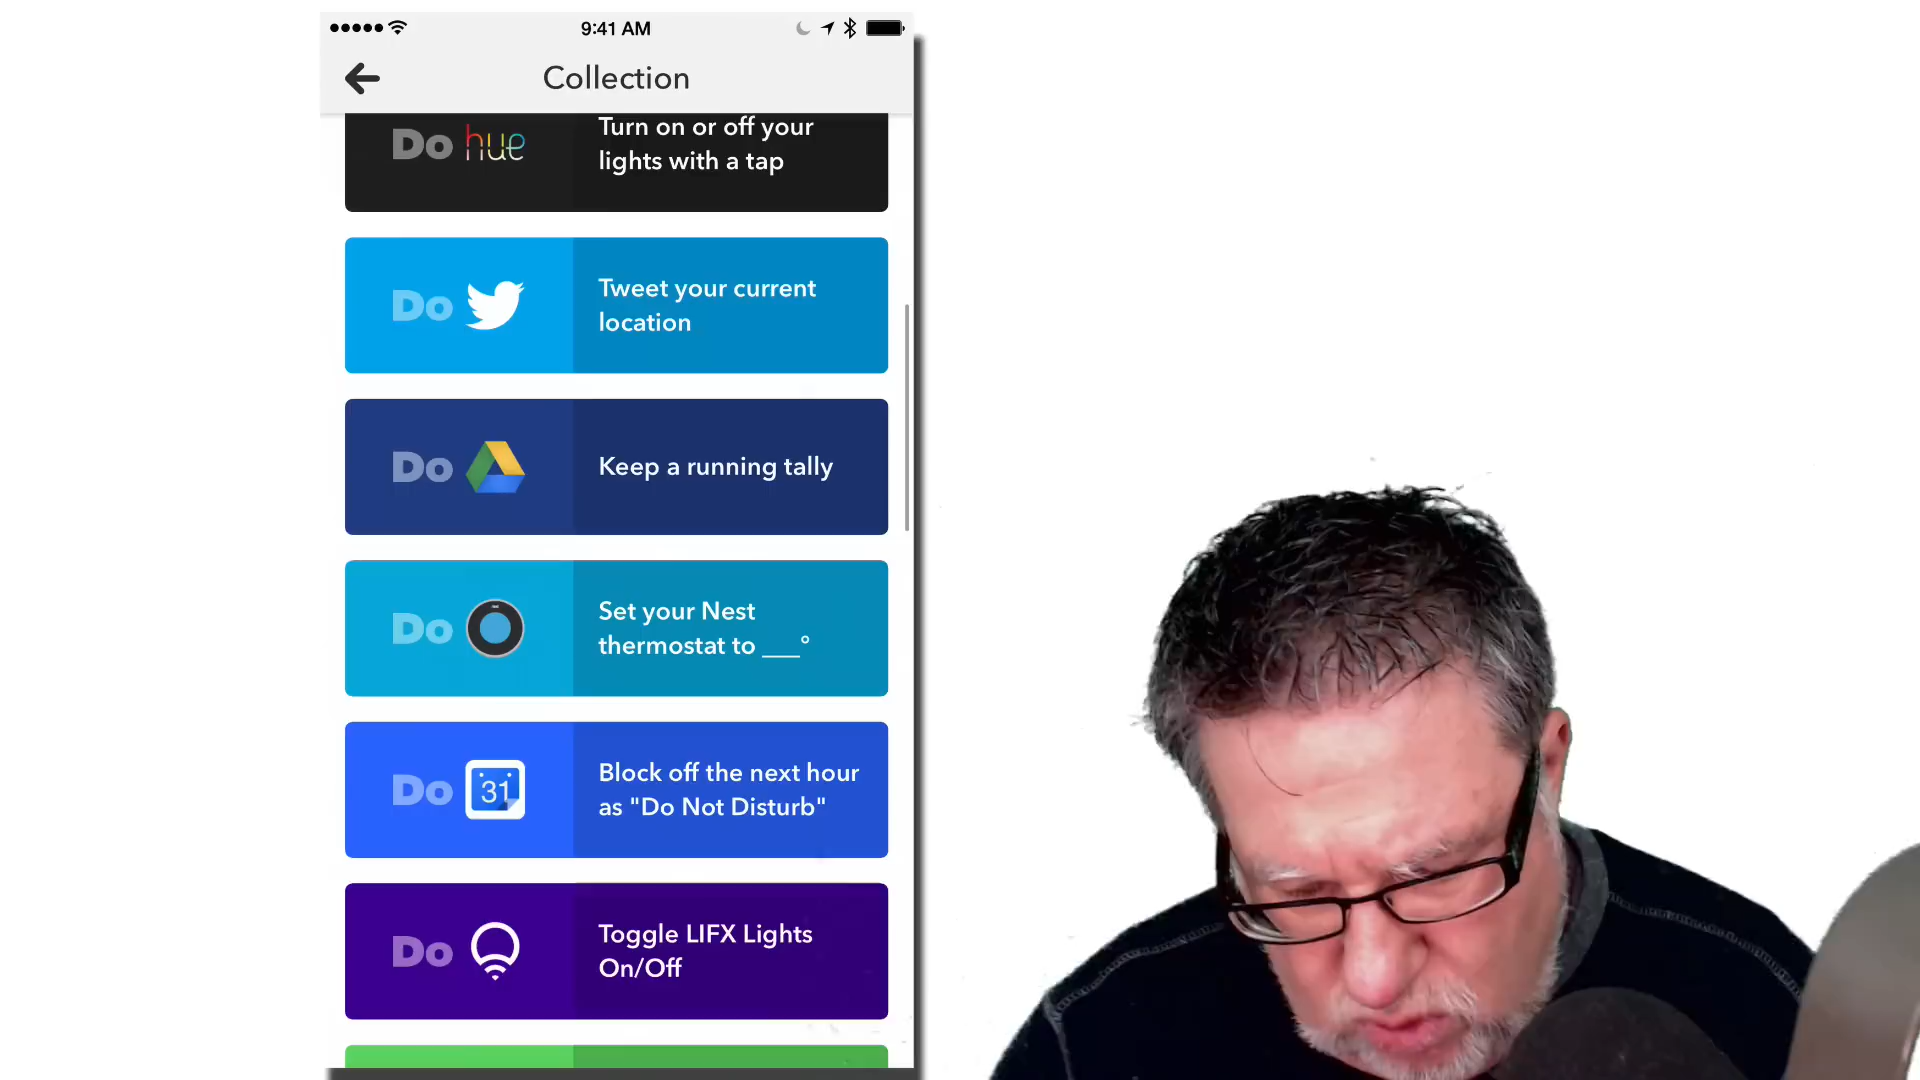 9:41 AM
Collection
Do hue
Turn on or off your
lights with a tap
Do
Tweet your current
location
Do
Keep a running tally
Do
Set your Nest
thermostat to ___°
Do
31
Block off the next hour
as "Do Not Disturb"
Do
Toggle LIFX Lights
On/Off